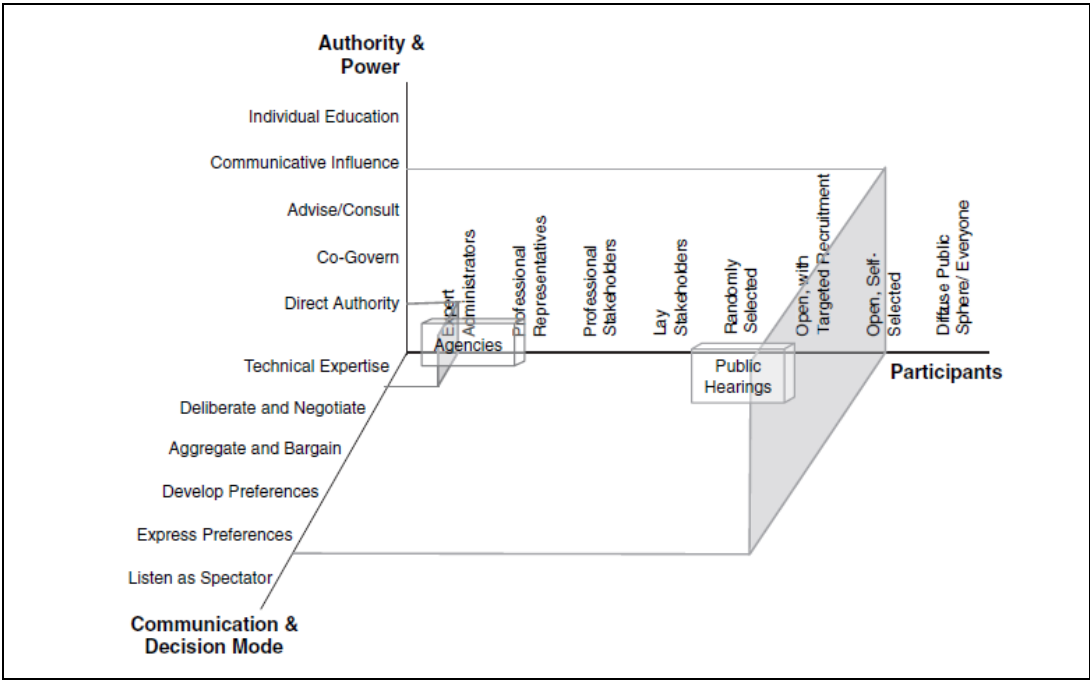 Authority &
Power
Individual Education
Communicative Influence
Advise/Consult
Co-Govern
Direct Authority
Expert
Administrators
Professional
Representatives
Professional
Stakeholders
Lay
Stakeholders
Randomly
Selected
Open, with
Targeted Recruitment
Open, Self-
Selected
Diffuse Public
Sphere/ Everyone
Agencies
Public
Hearings
Participants
Technical Expertise
Deliberate and Negotiate
Aggregate and Bargain
Develop Preferences
Express Preferences
Listen as Spectator
Communication &
Decision Mode